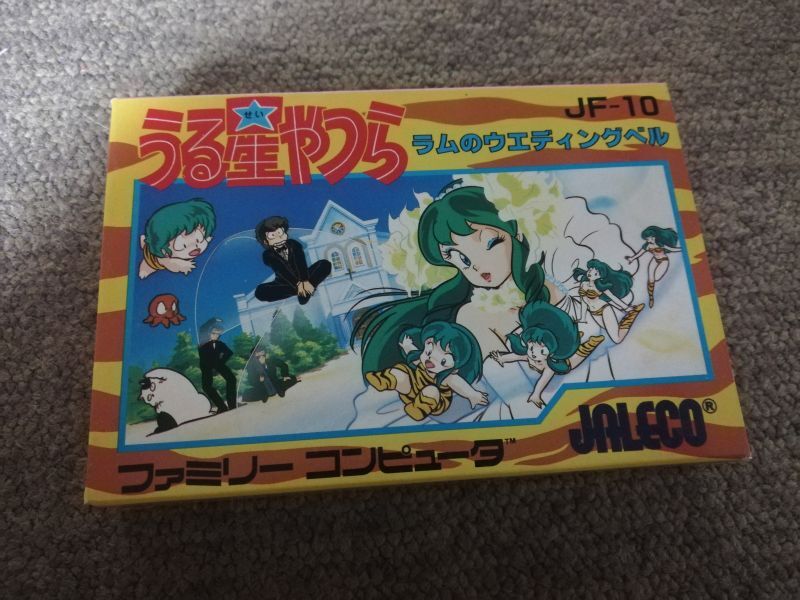 うる星やつら
せい
JF-10
ラムのウエディングベル
JALECO®
ファミリー コンピュータ™